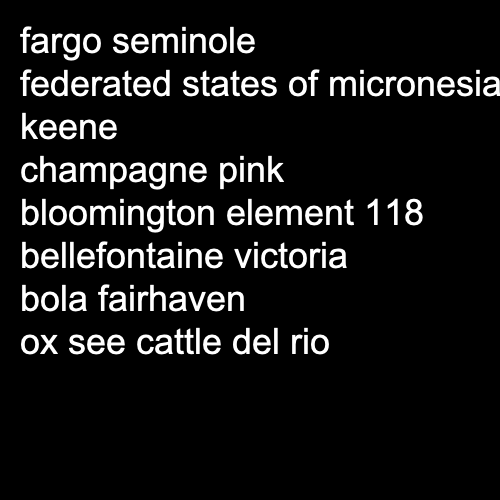 fargo seminole
federated states of micronesia
keene
champagne pink
bloomington element 118
bellefontaine victoria
bola fairhaven
ox see cattle del rio